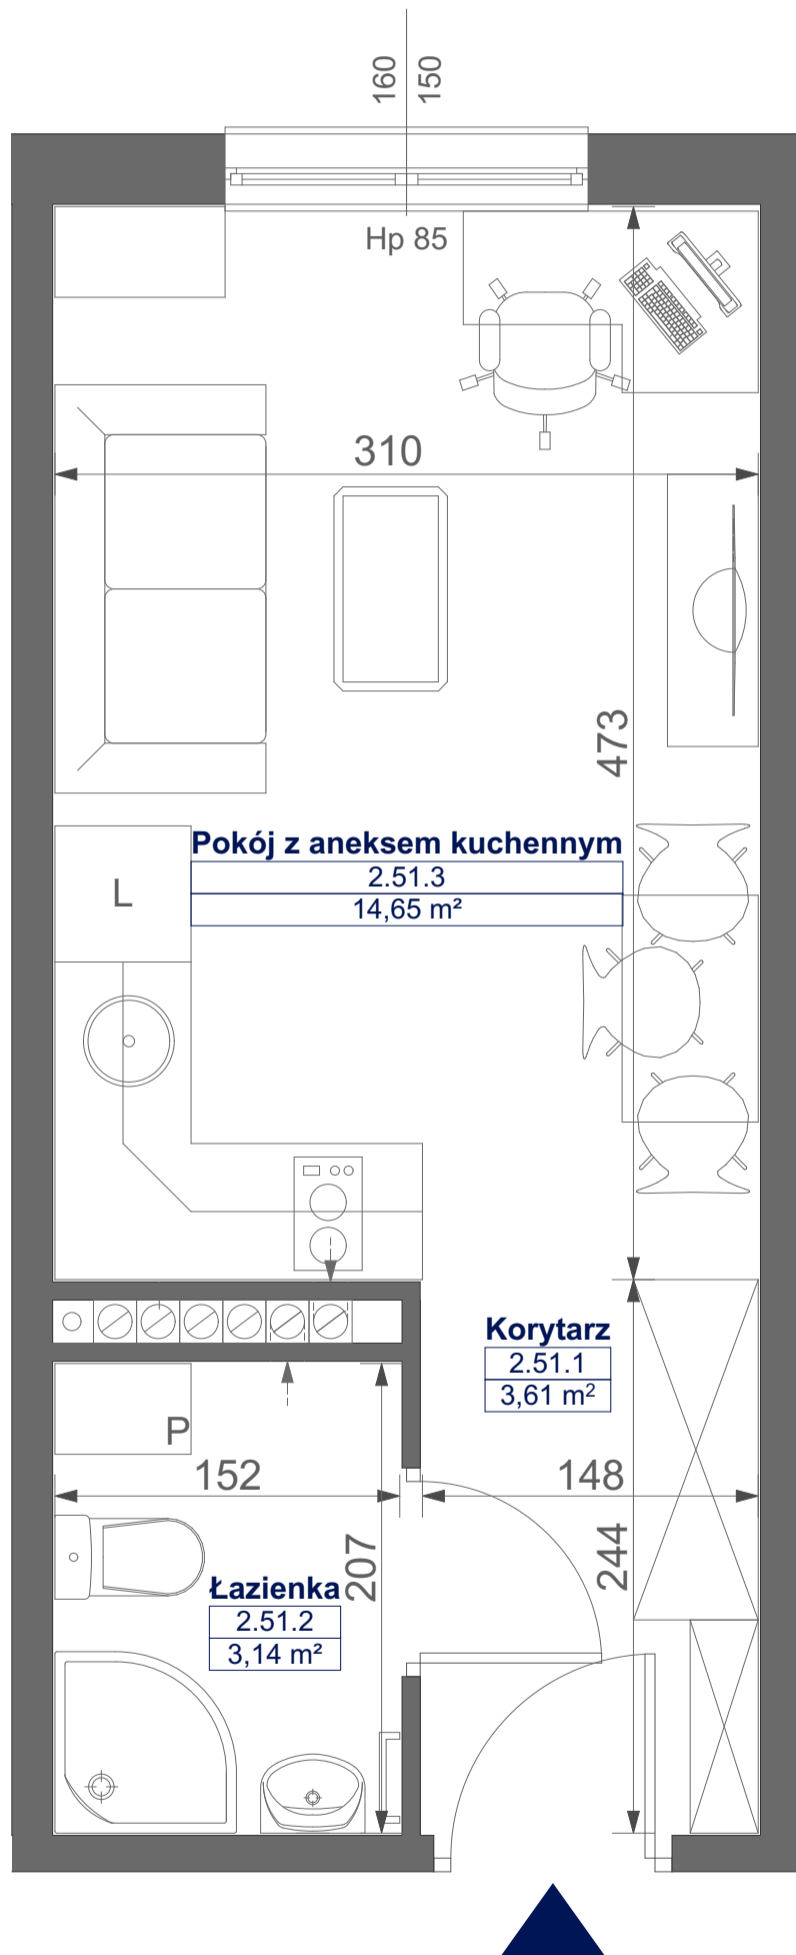 160
150
Hp 85
310
473
Pokój z aneksem kuchennym
2.51.3
14,65 m²
L
Korytarz
2.51.1
3,61 m²
P
152
148
207
244
Łazienka
2.51.2
3,14 m²